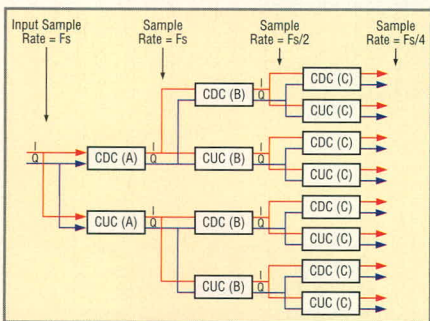 Input Sample
Rate = Fs
Sample
Rate = Fs
Sample
Rate = Fs/2
Sample
Rate = Fs/4
CDC (C)
I
Q
CDC (B)
CUC (C)
CDC (C)
I
Q
CDC (A)
I
Q
CUC (B)
I
Q
CUC (C)
CDC (C)
CUC (A)
I
Q
CDC (B)
I
Q
CUC (C)
CDC (C)
CUC (B)
I
Q
CUC (C)